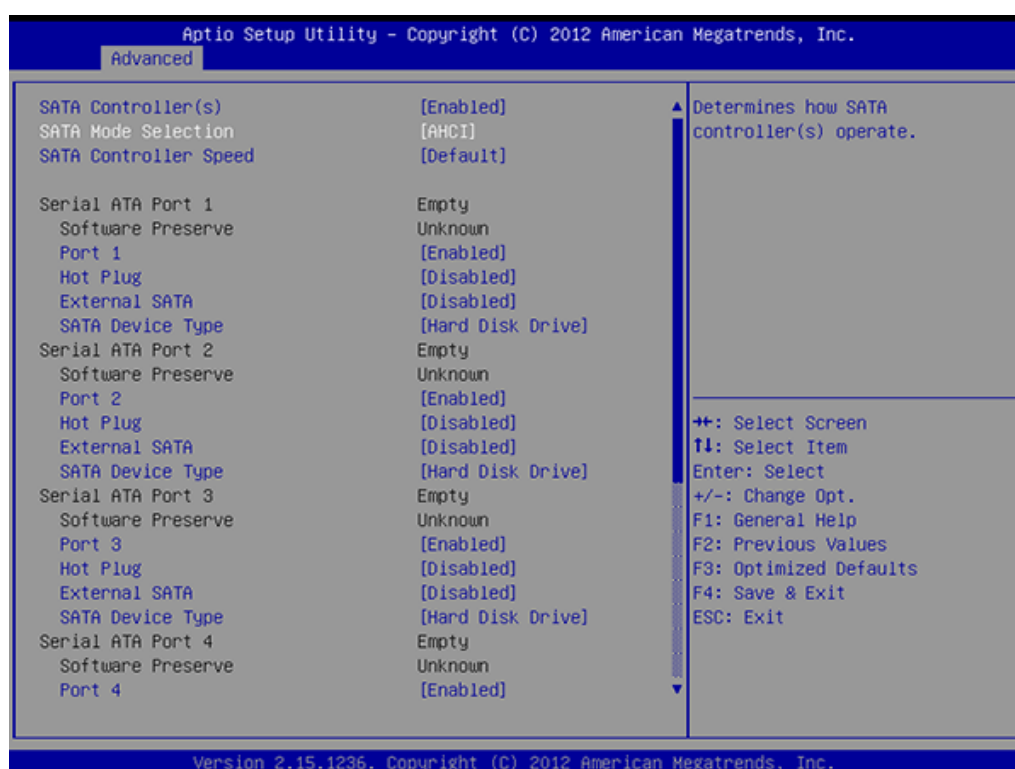 Aptio Setup Utility – Copyright (C) 2012 American Megatrends, Inc.
Advanced
SATA Controller(s) [Enabled]
SATA Mode Selection [AHCI]
SATA Controller Speed [Default]
Serial ATA Port 1 Empty
Software Preserve Unknown
Port 1 [Enabled]
Hot Plug [Disabled]
External SATA [Disabled]
SATA Device Type [Hard Disk Drive]
Serial ATA Port 2 Empty
Software Preserve Unknown
Port 2 [Enabled]
Hot Plug [Disabled]
External SATA [Disabled]
SATA Device Type [Hard Disk Drive]
Serial ATA Port 3 Empty
Software Preserve Unknown
Port 3 [Enabled]
Hot Plug [Disabled]
External SATA [Disabled]
SATA Device Type [Hard Disk Drive]
Serial ATA Port 4 Empty
Software Preserve Unknown
Port 4 [Enabled]
Determines how SATA
controller(s) operate.
→←: Select Screen
↑↓: Select Item
Enter: Select
+/-: Change Opt.
F1: General Help
F2: Previous Values
F3: Optimized Defaults
F4: Save & Exit
ESC: Exit
Version 2.15.1236. Copyright (C) 2012 American Megatrends, Inc.